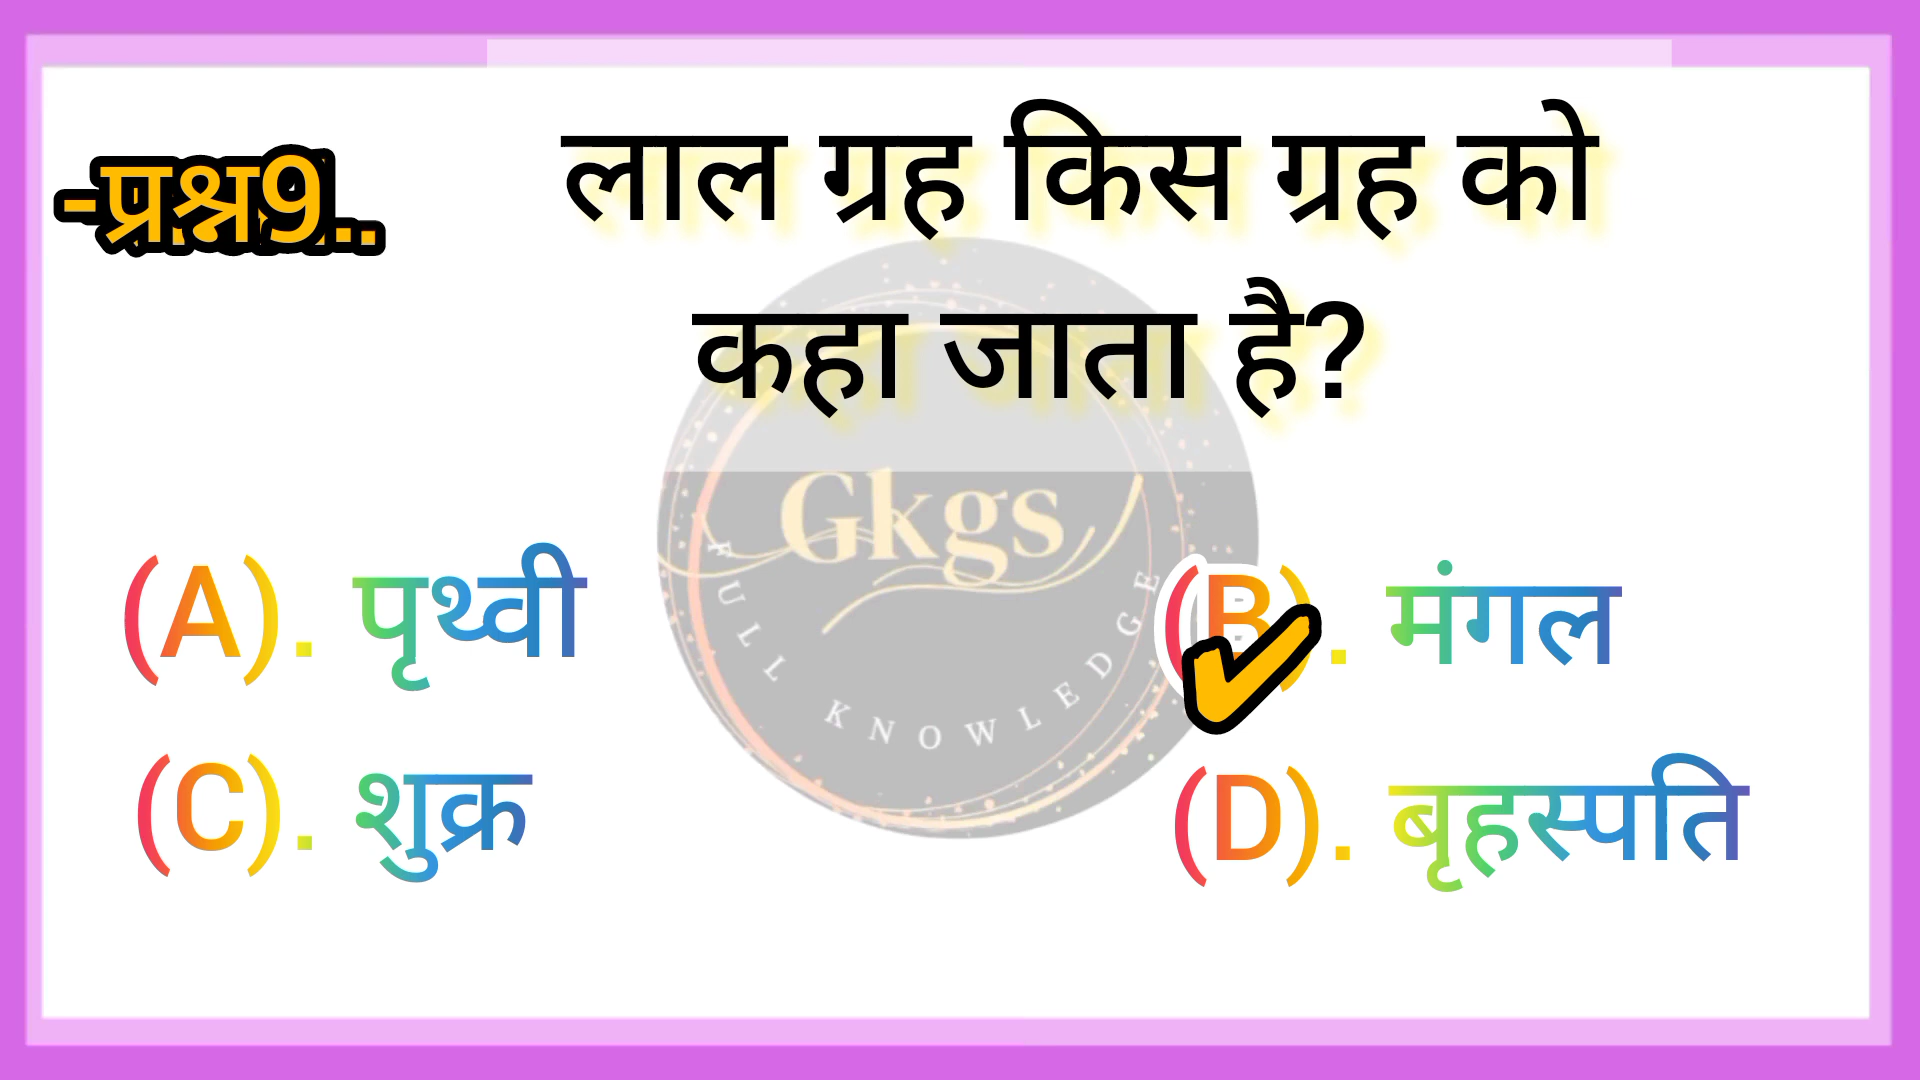 -प्रश्न9..
लाल ग्रह किस ग्रह को
कहा जाता है?
Gkgs
FULL KNOWLEDGE
(A). पृथ्वी
(B). मंगल
(C). शुक्र
(D). बृहस्पति